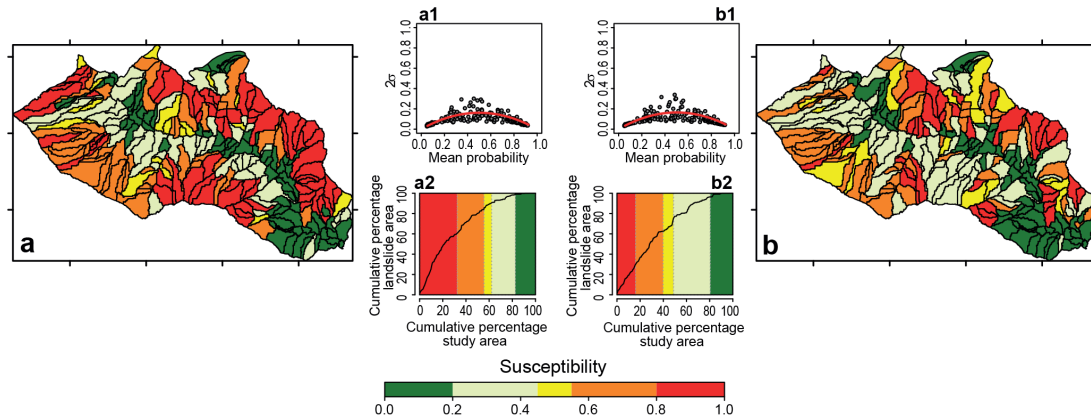 a
a1
1.0
0.8
0.6
0.4
0.2
0.0
2σ
0.0 0.2 0.4 0.6 0.8 1.0
Mean probability
a2
100
80
60
40
20
0
Cumulative percentage
landslide area
0 20 40 60 80 100
Cumulative percentage
study area
b1
1.0
0.8
0.6
0.4
0.2
0.0
2σ
0.0 0.2 0.4 0.6 0.8 1.0
Mean probability
b2
100
80
60
40
20
0
Cumulative percentage
landslide area
0 20 40 60 80 100
Cumulative percentage
study area
b
Susceptibility
0.0 0.2 0.4 0.6 0.8 1.0